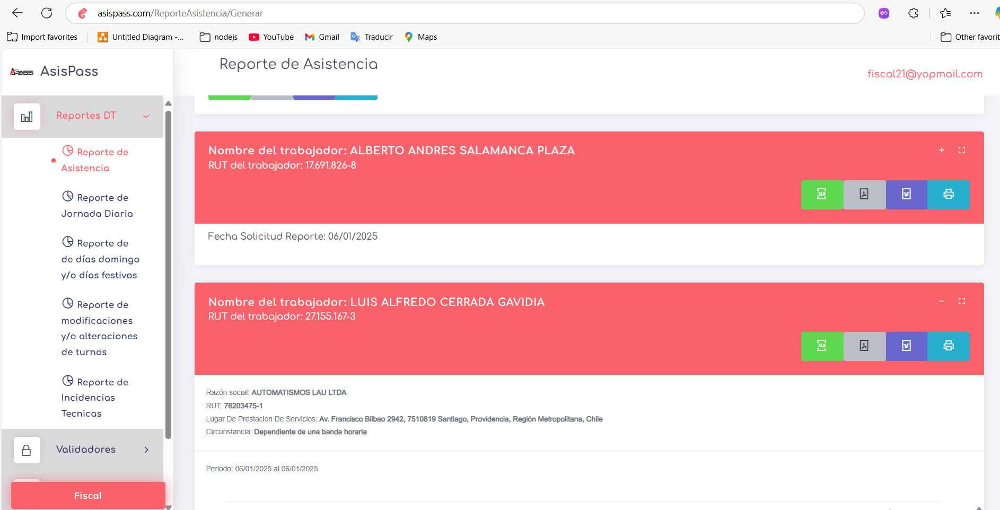 asispass.com/ReporteAsistencia/Generar
Import favorites
Untitled Diagram -...
nodejs
YouTube
Gmail
Traducir
Maps
Other favorit
APASS
AsisPass
Reporte de Asistencia
fiscal21@yopmail.com
Reportes DT
Reporte de
Asistencia
Reporte de
Jornada Diaria
Reporte de
de días domingo
y/o días festivos
Reporte de
modificaciones
y/o alteraciones
de turnos
Reporte de
Incidencias
Tecnicas
Validadores
Fiscal
Nombre del trabajador: ALBERTO ANDRES SALAMANCA PLAZA
RUT del trabajador: 17.691.826-8
XLS
Fecha Solicitud Reporte: 06/01/2025
Nombre del trabajador: LUIS ALFREDO CERRADA GAVIDIA
RUT del trabajador: 27.155.167-3
XLS
Razón social: AUTOMATISMOS LAU LTDA
RUT: 76203475-1
Lugar De Prestacion De Servicios: Av. Francisco Bilbao 2942, 7510819 Santiago, Providencia, Región Metropolitana, Chile
Circunstancia: Dependiente de una banda horaria
Periodo: 06/01/2025 al 06/01/2025